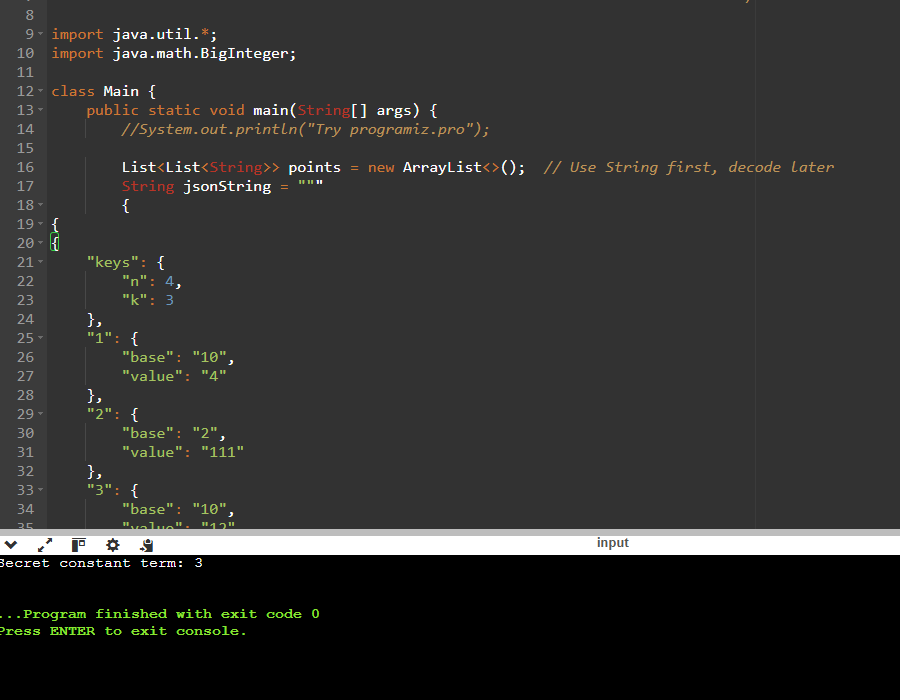 8
9 import java.util.*;
10 import java.math.BigInteger;
11
12 class Main {
13 public static void main(String[] args) {
14 //System.out.println("Try programiz.pro");
15
16 List<List<String>> points = new ArrayList<>(); // Use String first, decode later
17 String jsonString = """
18 {
19 {
20 {
21 "keys": {
22 "n": 4,
23 "k": 3
24 },
25 "1": {
26 "base": "10",
27 "value": "4"
28 },
29 "2": {
30 "base": "2",
31 "value": "111"
32 },
33 "3": {
34 "base": "10",
35 "value": "12"
input
Secret constant term: 3
...Program finished with exit code 0
Press ENTER to exit console.